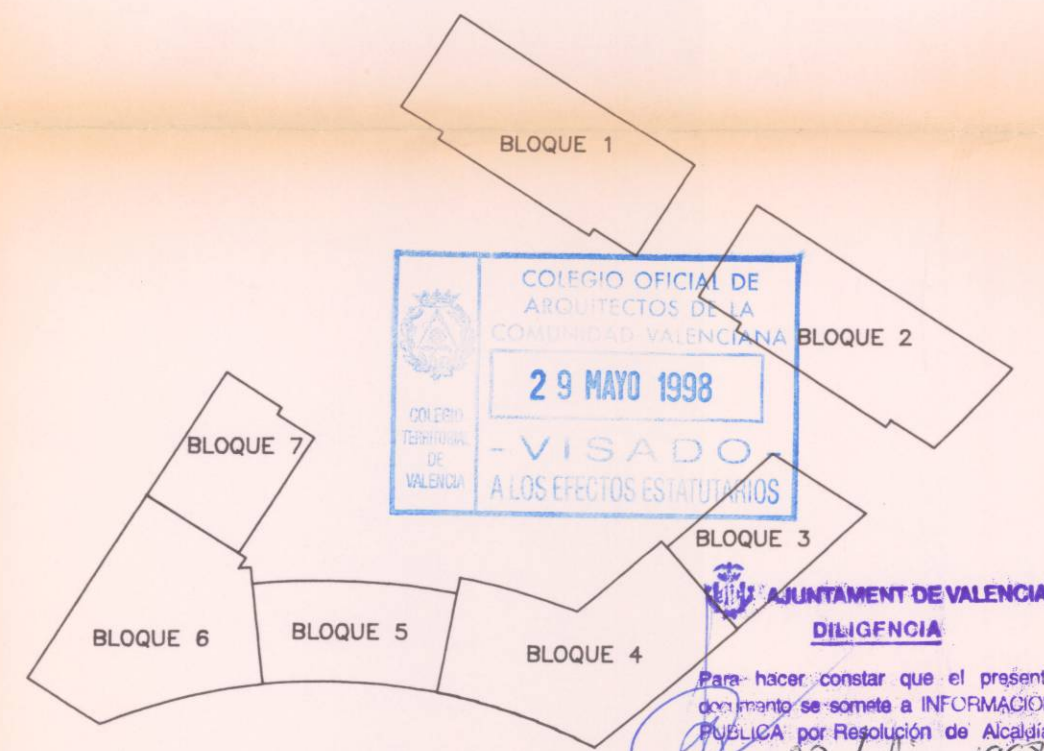 BLOQUE 1
COLEGIO OFICIAL DE
ARQUITECTOS DE LA
COMUNIDAD VALENCIANA
BLOQUE 2
29 MAYO 1998
COLEGIO
TERRITORIAL
DE
VALENCIA
- VISADO -
A LOS EFECTOS ESTATUTARIOS
BLOQUE 7
BLOQUE 3
AJUNTAMENT DE VALENCIA
DILIGENCIA
BLOQUE 6
BLOQUE 5
BLOQUE 4
Para hacer constar que el present
documento se somete a INFORMACIO
PUBLICA por Resolución de Alcaldía